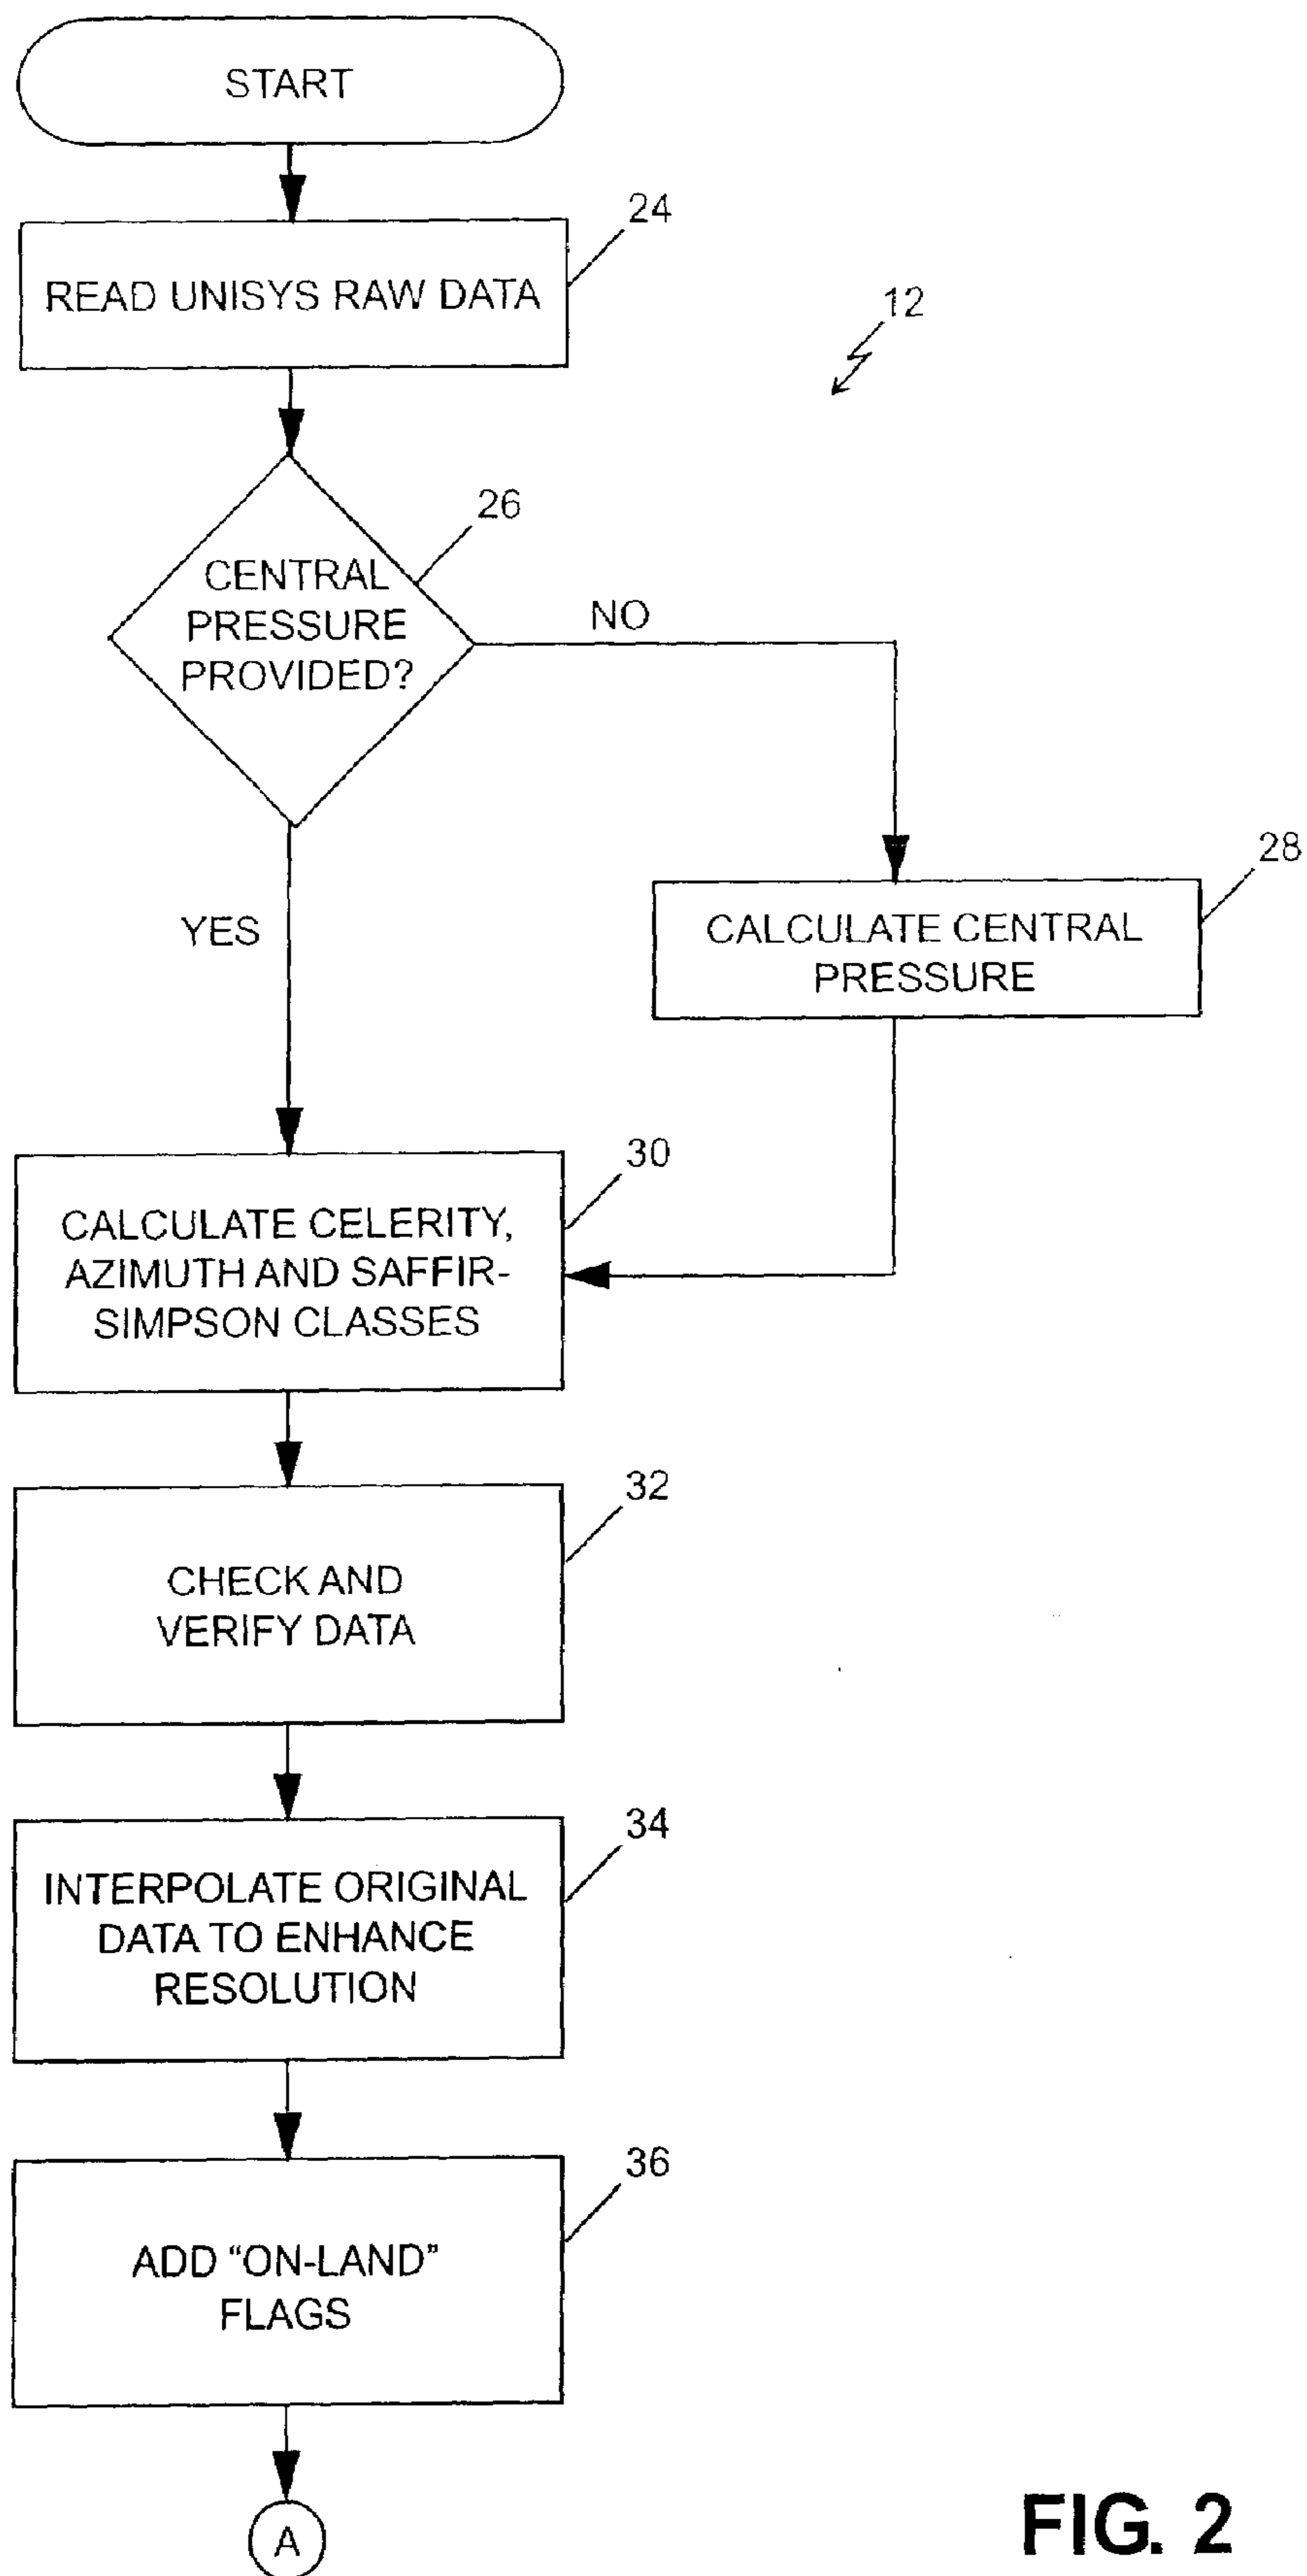 START
24
READ UNISYS RAW DATA
12
26
CENTRAL
PRESSURE
PROVIDED?
NO
YES
28
CALCULATE CENTRAL
PRESSURE
30
CALCULATE CELERITY,
AZIMUTH AND SAFFIR-
SIMPSON CLASSES
32
CHECK AND
VERIFY DATA
34
INTERPOLATE ORIGINAL
DATA TO ENHANCE
RESOLUTION
36
ADD “ON-LAND”
FLAGS
A
FIG. 2